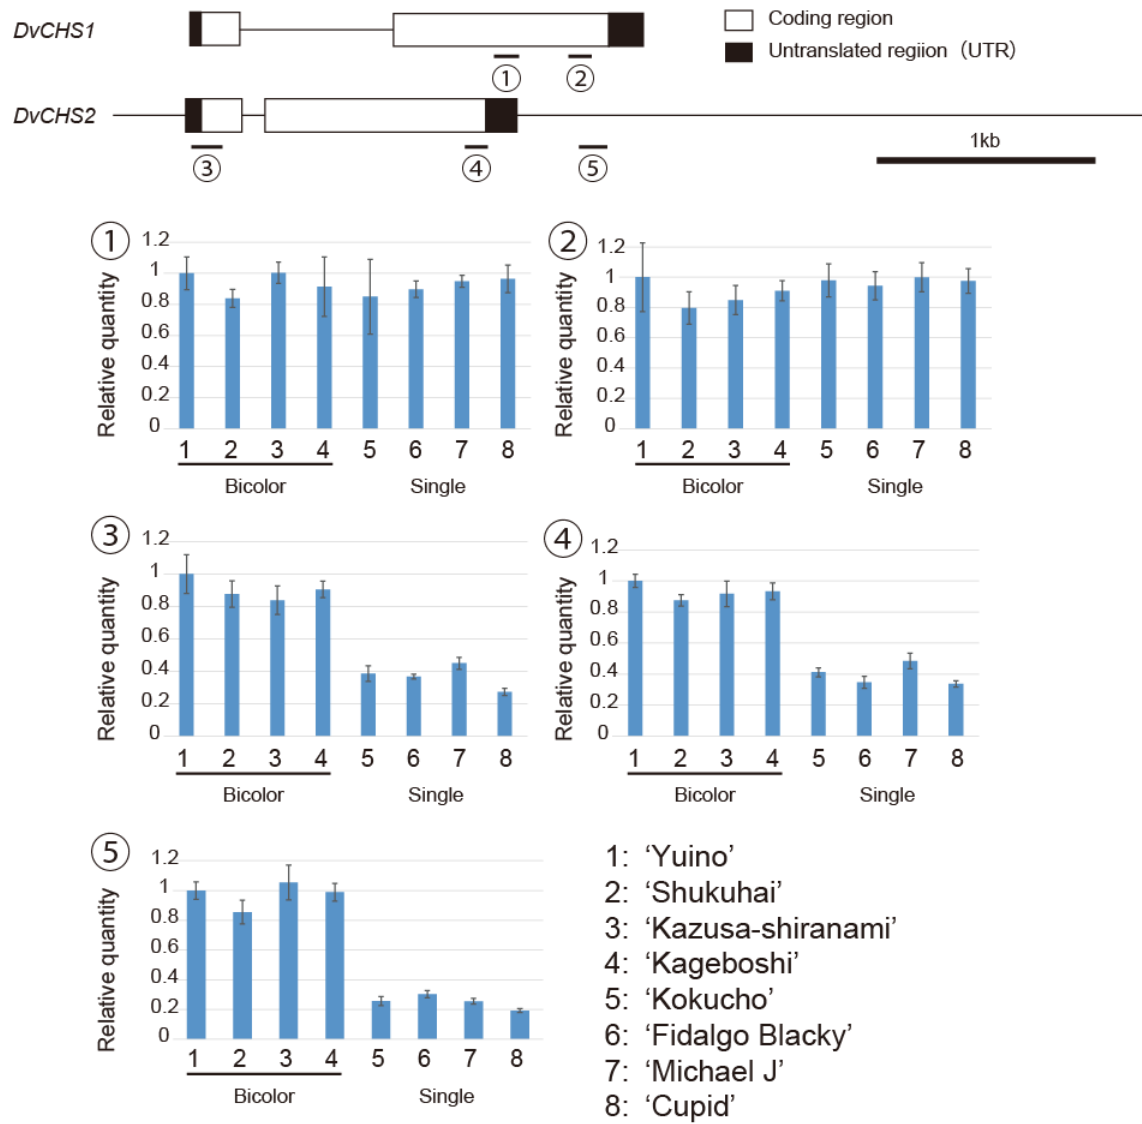 DvCHS1
Coding region
Untranslated regiion（UTR）
① ②
DvCHS2
1kb
③ ④ ⑤
①
Relative quantity
1.2
1
0.8
0.6
0.4
0.2
0
1 2 3 4 5 6 7 8
Bicolor Single
②
Relative quantity
1.2
1
0.8
0.6
0.4
0.2
0
1 2 3 4 5 6 7 8
Bicolor Single
③
Relative quantity
1.2
1
0.8
0.6
0.4
0.2
0
1 2 3 4 5 6 7 8
Bicolor Single
④
Relative quantity
1.2
1
0.8
0.6
0.4
0.2
0
1 2 3 4 5 6 7 8
Bicolor Single
⑤
Relative quantity
1.2
1
0.8
0.6
0.4
0.2
0
1 2 3 4 5 6 7 8
Bicolor Single
1: ‘Yuino’
2: ‘Shukuhai’
3: ‘Kazusa-shiranami’
4: ‘Kageboshi’
5: ‘Kokucho’
6: ‘Fidalgo Blacky’
7: ‘Michael J’
8: ‘Cupid’